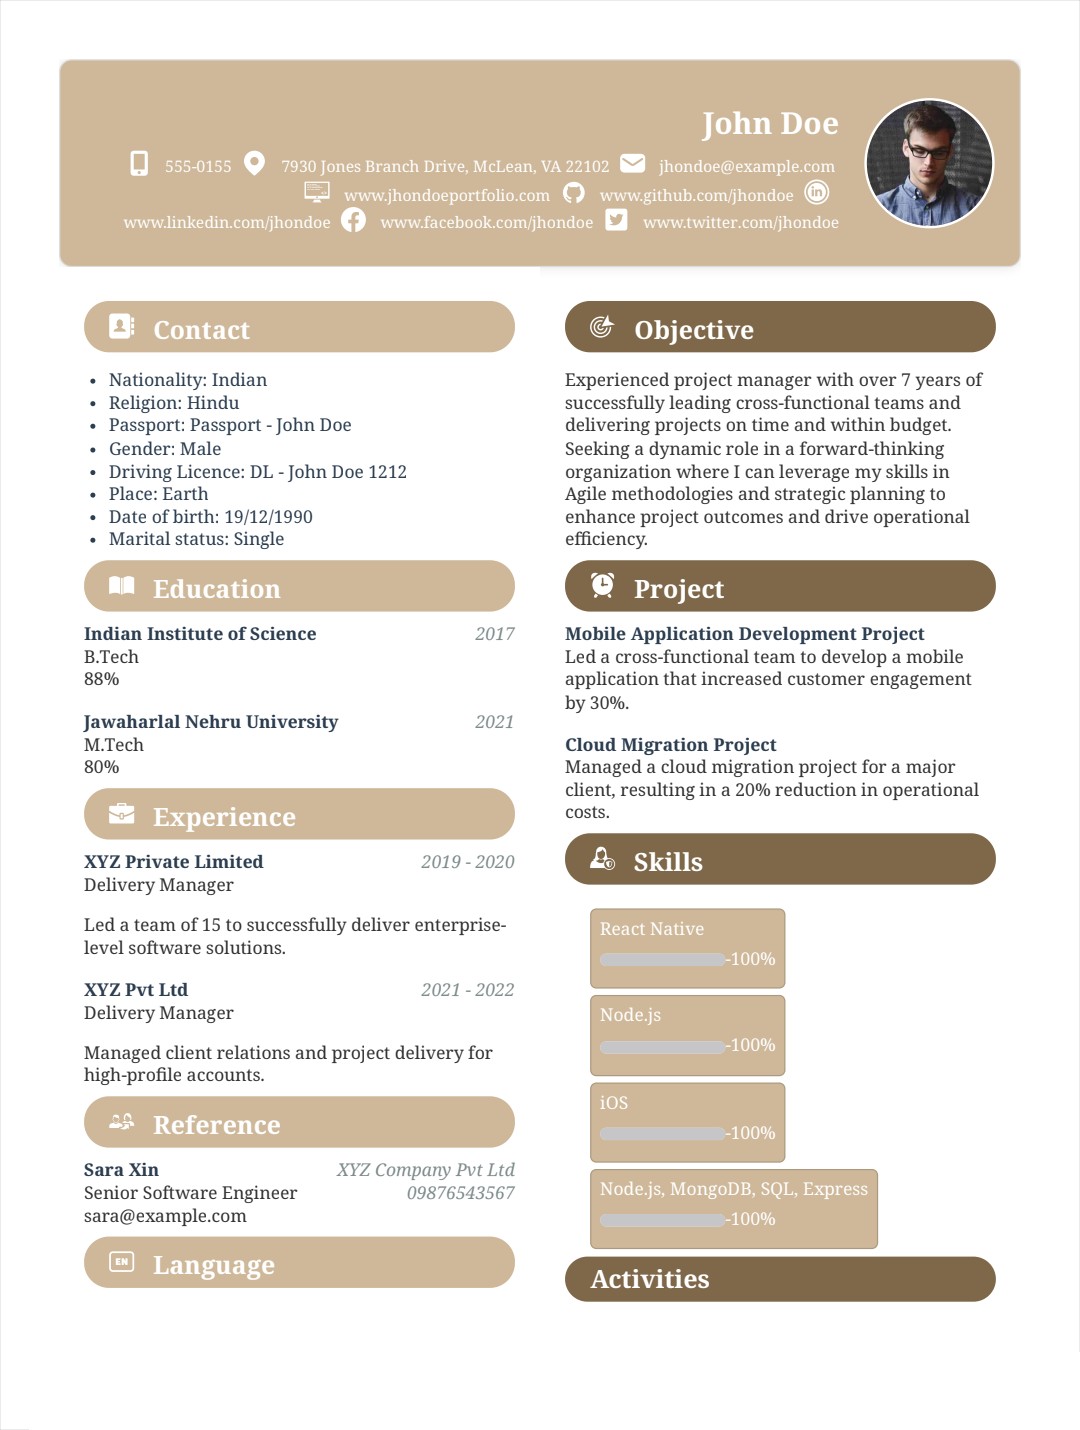 John Doe
555-0155 7930 Jones Branch Drive, McLean, VA 22102 jhondoe@example.com
www.jhondoeportfolio.com www.github.com/jhondoe
www.linkedin.com/jhondoe www.facebook.com/jhondoe www.twitter.com/jhondoe
Contact
• Nationality: Indian
• Religion: Hindu
• Passport: Passport - John Doe
• Gender: Male
• Driving Licence: DL - John Doe 1212
• Place: Earth
• Date of birth: 19/12/1990
• Marital status: Single
Education
Indian Institute of Science 2017
B.Tech
88%
Jawaharlal Nehru University 2021
M.Tech
80%
Experience
XYZ Private Limited 2019 - 2020
Delivery Manager
Led a team of 15 to successfully deliver enterprise-
level software solutions.
XYZ Pvt Ltd 2021 - 2022
Delivery Manager
Managed client relations and project delivery for
high-profile accounts.
Reference
Sara Xin XYZ Company Pvt Ltd
Senior Software Engineer 09876543567
sara@example.com
EN Language
Objective
Experienced project manager with over 7 years of
successfully leading cross-functional teams and
delivering projects on time and within budget.
Seeking a dynamic role in a forward-thinking
organization where I can leverage my skills in
Agile methodologies and strategic planning to
enhance project outcomes and drive operational
efficiency.
Project
Mobile Application Development Project
Led a cross-functional team to develop a mobile
application that increased customer engagement
by 30%.
Cloud Migration Project
Managed a cloud migration project for a major
client, resulting in a 20% reduction in operational
costs.
Skills
React Native
-100%
Node.js
-100%
iOS
-100%
Node.js, MongoDB, SQL, Express
-100%
Activities